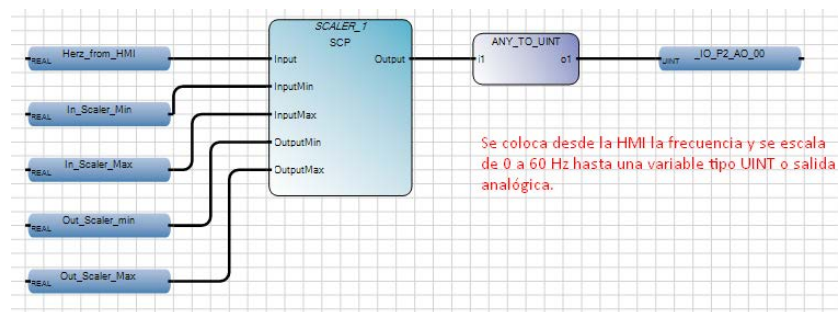 SCALER_1
SCP
Herz_from_HMI
REAL
Input
Output
ANY_TO_UINT
i1
o1
_IO_P2_AO_00
UINT
InputMin
In_Scaler_Min
REAL
InputMax
In_Scaler_Max
REAL
OutputMin
OutputMax
Out_Scaler_min
REAL
Out_Scaler_Max
REAL
Se coloca desde la HMI la frecuencia y se escala
de 0 a 60 Hz hasta una variable tipo UINT o salida
analógica.